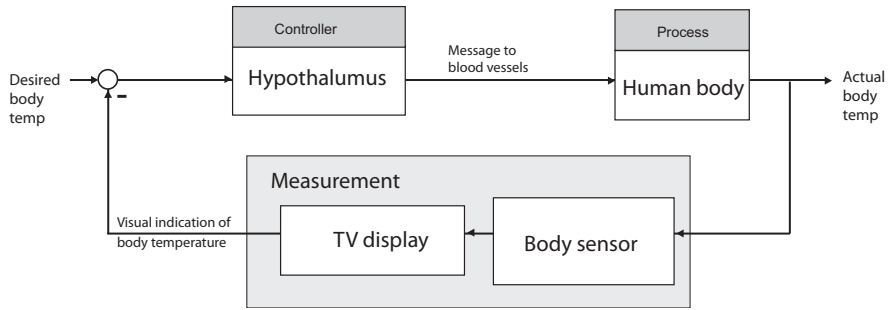 Controller
Process
Desired
body
temp
-
Hypothalumus
Message to
blood vessels
Human body
Actual
body
temp
Measurement
Visual indication of
body temperature
TV display
Body sensor